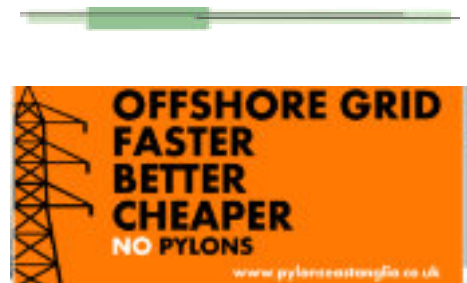 OFFSHORE GRID
FASTER
BETTER
CHEAPER
NO PYLONS
www.pylonseastanglia.co.uk